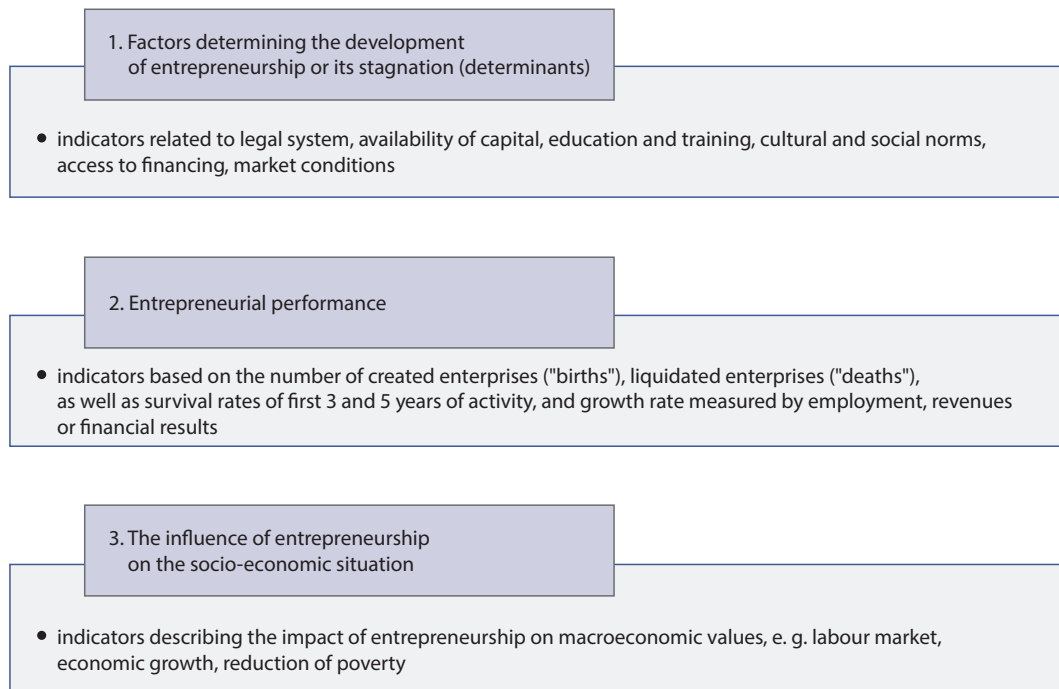 1. Factors determining the development
of entrepreneurship or its stagnation (determinants)
• indicators related to legal system, availability of capital, education and training, cultural and social norms,
access to financing, market conditions
2. Entrepreneurial performance
• indicators based on the number of created enterprises ("births"), liquidated enterprises ("deaths"),
as well as survival rates of first 3 and 5 years of activity, and growth rate measured by employment, revenues
or financial results
3. The influence of entrepreneurship
on the socio-economic situation
• indicators describing the impact of entrepreneurship on macroeconomic values, e. g. labour market,
economic growth, reduction of poverty